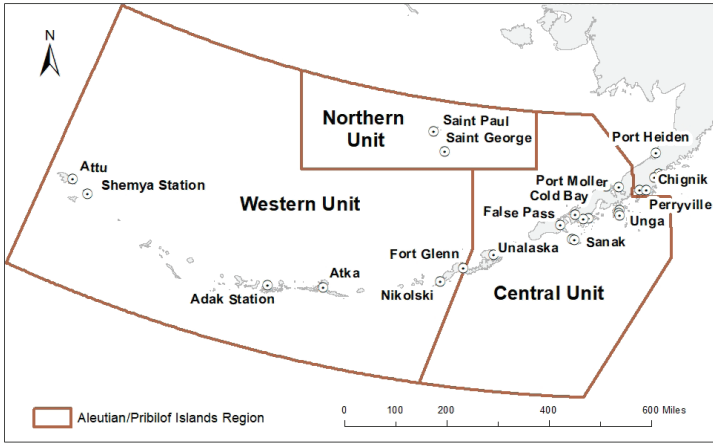 N
Saint Paul
Northern
Unit
Saint George
Port Heiden
Attu
Shemya Station
Port Moller
Chignik
Cold Bay
Western Unit
Perryville
False Pass
Unga
Fort Glenn
Unalaska
Sanak
Atka
Adak Station
Nikolski
Central Unit
Aleutian/Pribilof Islands Region
0 200 400 600 Miles